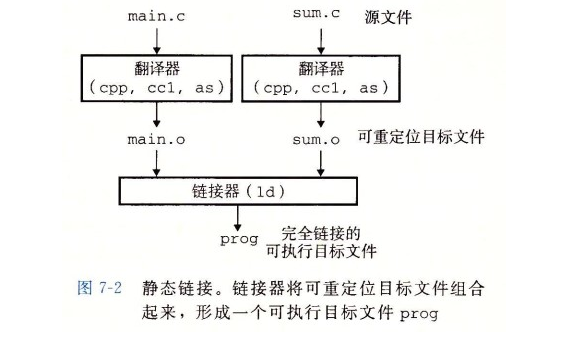 main.c sum.c 源文件
翻译器 翻译器
(cpp, cc1, as) (cpp, cc1, as)
main.o sum.o 可重定位目标文件
链接器(ld)
prog 完全链接的
可执行目标文件
图 7-2 静态链接。链接器将可重定位目标文件组合
起来，形成一个可执行目标文件 prog